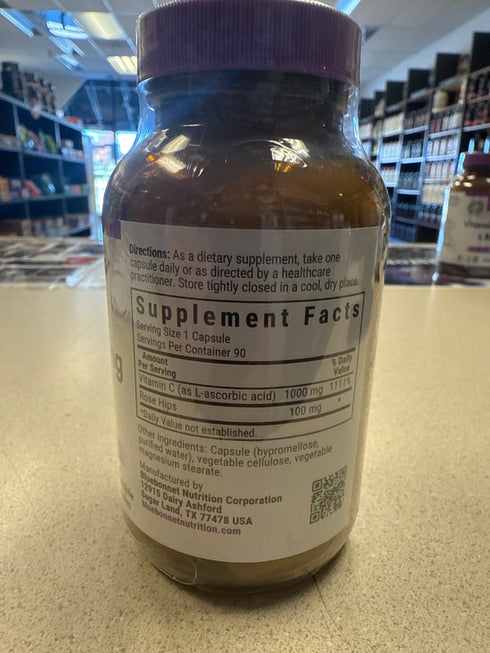 Directions: As a dietary supplement, take one
capsule daily or as directed by a healthcare
practitioner. Store tightly closed in a cool, dry place.
Supplement Facts
Serving Size 1 Capsule
Servings Per Container 90
Amount Per Serving % Daily Value
Vitamin C (as L-ascorbic acid) 1000 mg 1111%
Rose Hips 100 mg *
*Daily Value not established.
Other ingredients: Capsule (hypromellose,
purified water), vegetable cellulose, vegetable
magnesium stearate.
Manufactured by
Bluebonnet Nutrition Corporation
12915 Dairy Ashford
Sugar Land, TX 77478 USA
bluebonnetnutrition.com